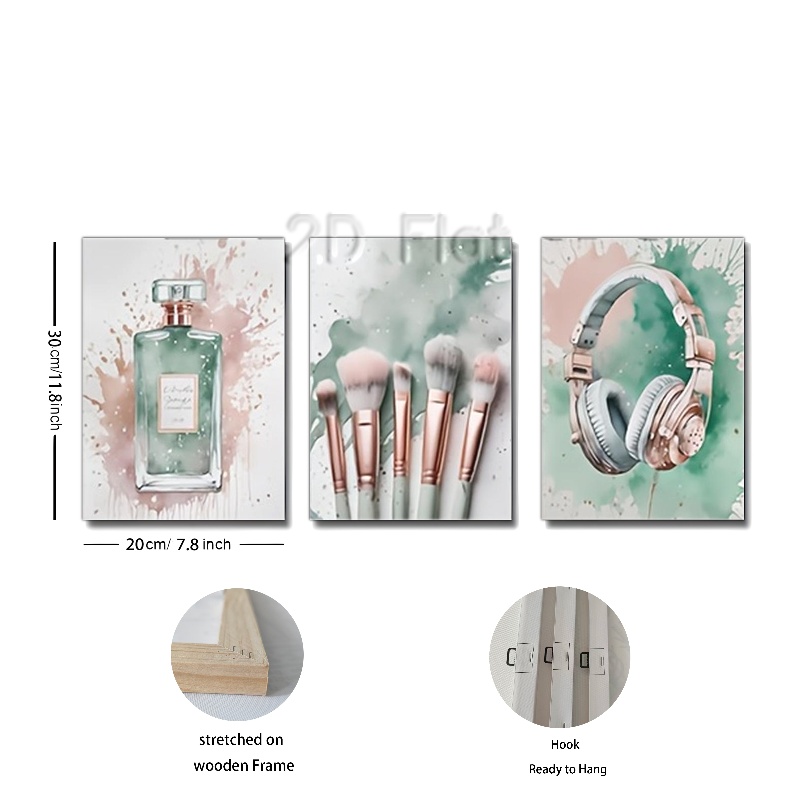 2D Flat
30cm/11.8inch
20cm/ 7.8 inch
stretched on
wooden Frame
Hook
Ready to Hang